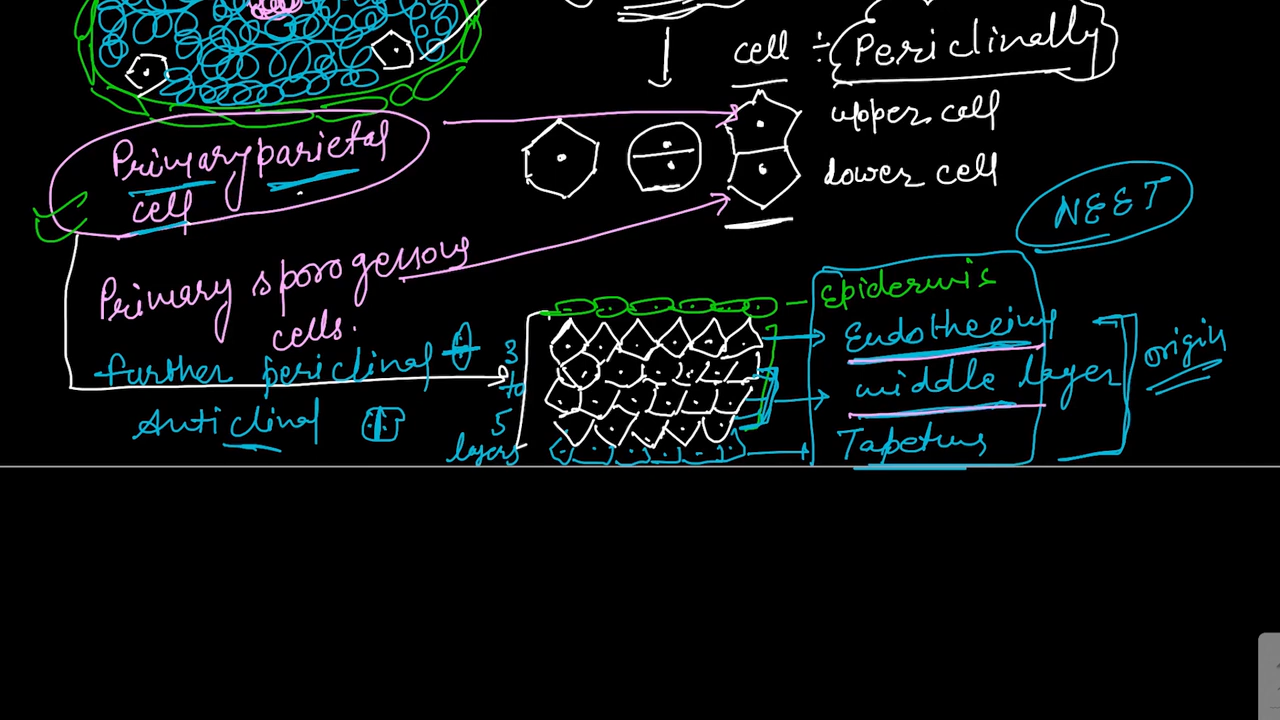 cell ÷ Periclinally
upper cell
lower cell
Primary parietal
cell
NEET
Primary sporogenous
cells.
Epidermis
Endothecium
middle layer
Tapetum
origin
further periclinal
Anticlinal
3
to
5
layers